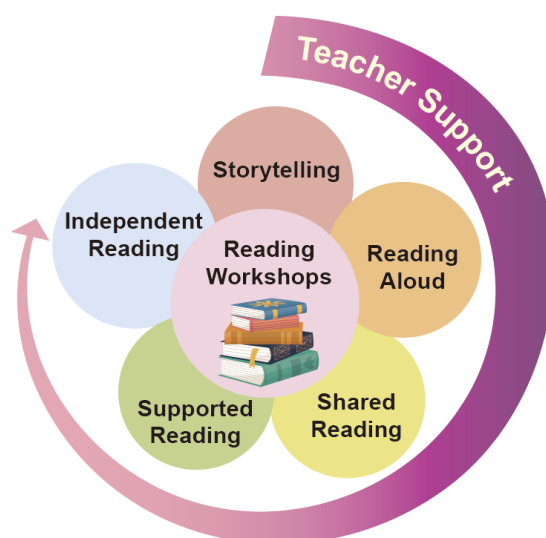 Teacher Support
Storytelling
Independent
Reading
Reading
Workshops
Reading
Aloud
Supported
Reading
Shared
Reading